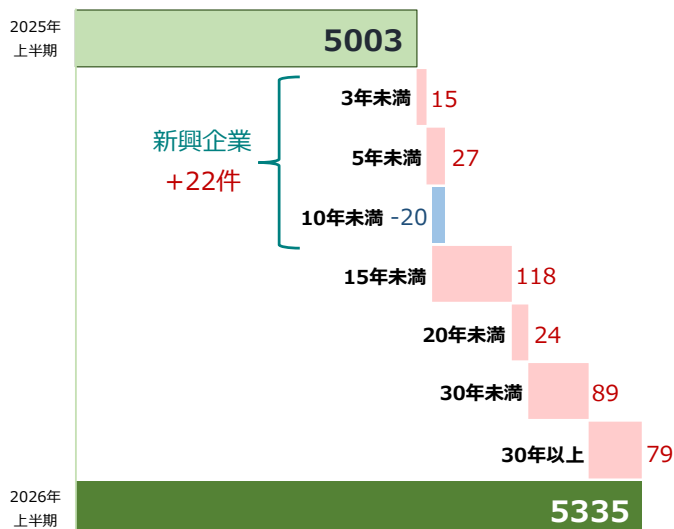 2025年
上半期
5003
3年未満 15
新興企業
+22件
5年未満 27
10年未満 -20
15年未満 118
20年未満 24
30年未満 89
30年以上 79
2026年
上半期
5335